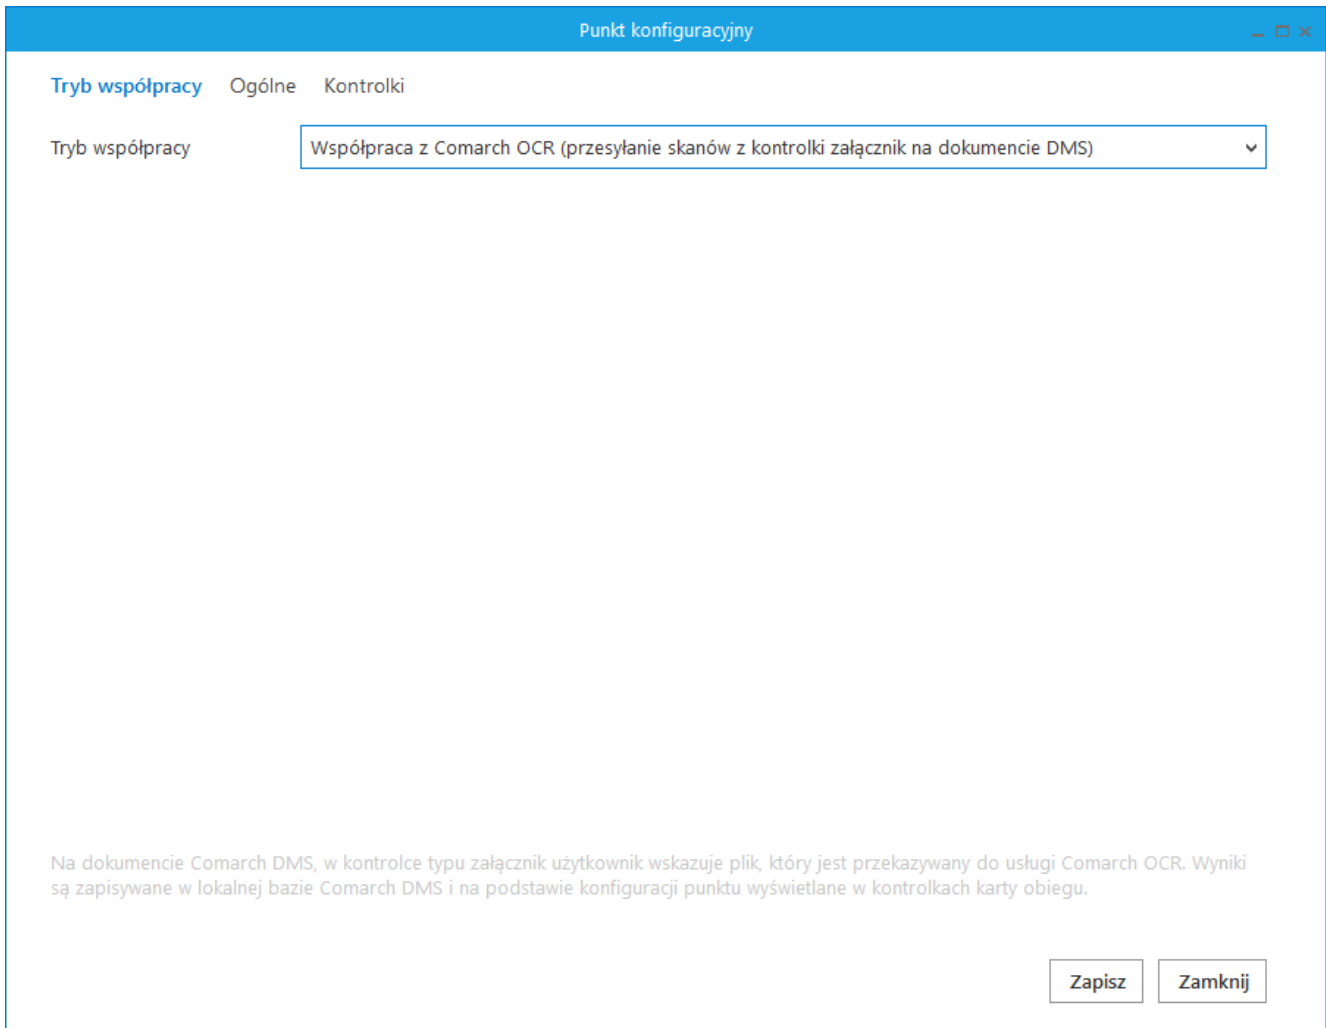 Punkt konfiguracyjny
Tryb współpracy Ogólne Kontrolki
Tryb współpracy Współpraca z Comarch OCR (przesyłanie skanów z kontrolki załącznik na dokumencie DMS)
Na dokumencie Comarch DMS, w kontrolce typu załącznik użytkownik wskazuje plik, który jest przekazywany do usługi Comarch OCR. Wyniki
są zapisywane w lokalnej bazie Comarch DMS i na podstawie konfiguracji punktu wyświetlane w kontrolkach karty obiegu.
Zapisz Zamknij